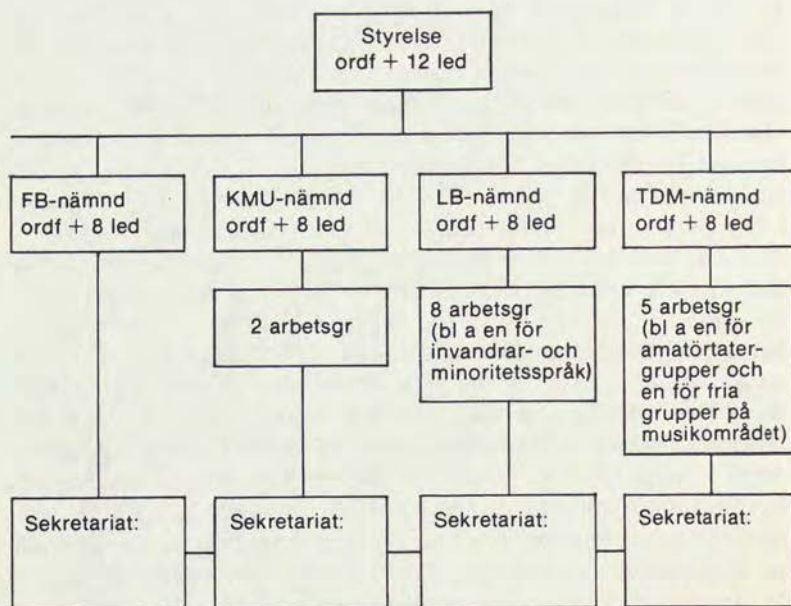 Styrelse
ordf + 12 led
FB-nämnd
ordf + 8 led
KMU-nämnd
ordf + 8 led
LB-nämnd
ordf + 8 led
TDM-nämnd
ordf + 8 led
2 arbetsgr
8 arbetsgr
(bl a en för
invandrar- och
minoritetsspråk)
5 arbetsgr
(bl a en för
amatörtater-
grupper och
en för fria
grupper på
musikområdet)
Sekretariat:
Sekretariat:
Sekretariat:
Sekretariat: